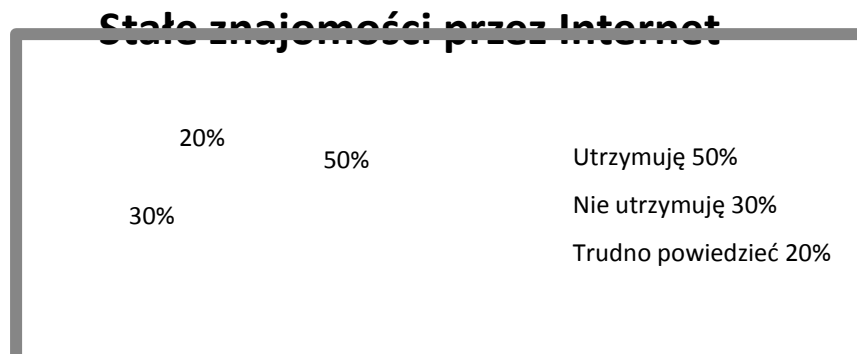 Stałe znajomości przez Internet
20%
50%
30%
Utrzymuję 50%
Nie utrzymuję 30%
Trudno powiedzieć 20%